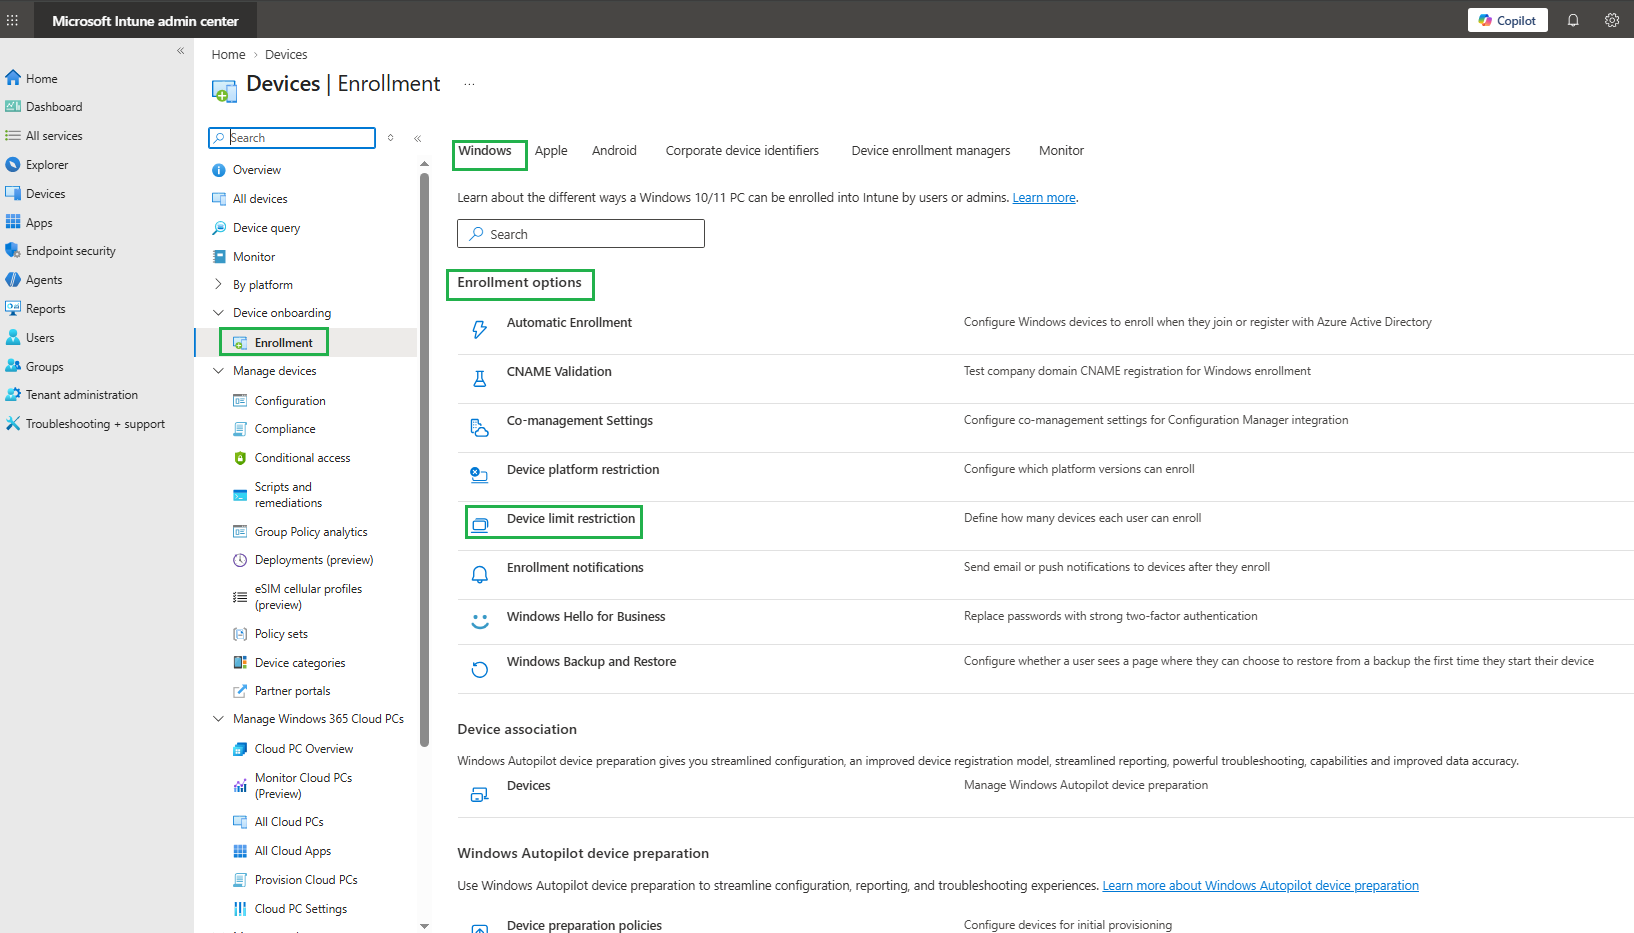 Microsoft Intune admin center
Copilot
Home
Dashboard
All services
Explorer
Devices
Apps
Endpoint security
Agents
Reports
Users
Groups
Tenant administration
Troubleshooting + support
Home > Devices
Devices | Enrollment ...
Search
Overview
All devices
Device query
Monitor
By platform
Device onboarding
Enrollment
Manage devices
Configuration
Compliance
Conditional access
Scripts and
remediations
Group Policy analytics
Deployments (preview)
eSIM cellular profiles
(preview)
Policy sets
Device categories
Partner portals
Manage Windows 365 Cloud PCs
Cloud PC Overview
Monitor Cloud PCs
(Preview)
All Cloud PCs
All Cloud Apps
Provision Cloud PCs
Cloud PC Settings
Windows Apple Android Corporate device identifiers Device enrollment managers Monitor
Learn about the different ways a Windows 10/11 PC can be enrolled into Intune by users or admins. Learn more.
Search
Enrollment options
Automatic Enrollment Configure Windows devices to enroll when they join or register with Azure Active Directory
CNAME Validation Test company domain CNAME registration for Windows enrollment
Co-management Settings Configure co-management settings for Configuration Manager integration
Device platform restriction Configure which platform versions can enroll
Device limit restriction Define how many devices each user can enroll
Enrollment notifications Send email or push notifications to devices after they enroll
Windows Hello for Business Replace passwords with strong two-factor authentication
Windows Backup and Restore Configure whether a user sees a page where they can choose to restore from a backup the first time they start their device
Device association
Windows Autopilot device preparation gives you streamlined configuration, an improved device registration model, streamlined reporting, powerful troubleshooting, capabilities and improved data accuracy.
Devices Manage Windows Autopilot device preparation
Windows Autopilot device preparation
Use Windows Autopilot device preparation to streamline configuration, reporting, and troubleshooting experiences. Learn more about Windows Autopilot device preparation
Device preparation policies Configure devices for initial provisioning